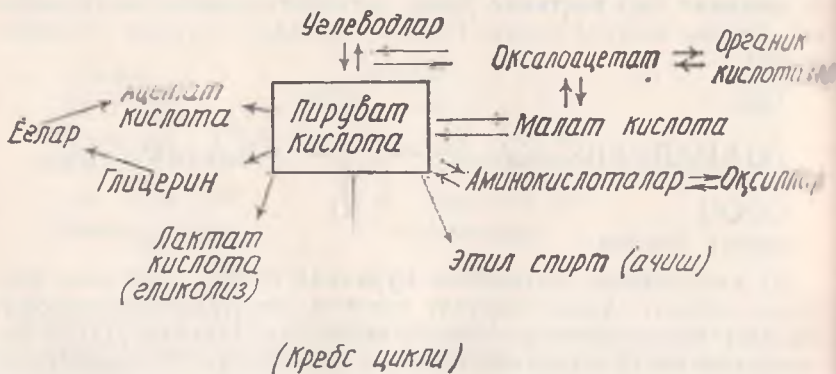 Углеводлар
Оксалоацетат
Органик
Ацетат
кислота
Пируват
кислота
Малат кислота
Ёғлар
Глицерин
Аминокислоталар
Лактат
кислота
(гликолиз)
Этил спирт (ачиш)
(Кребс цикли)